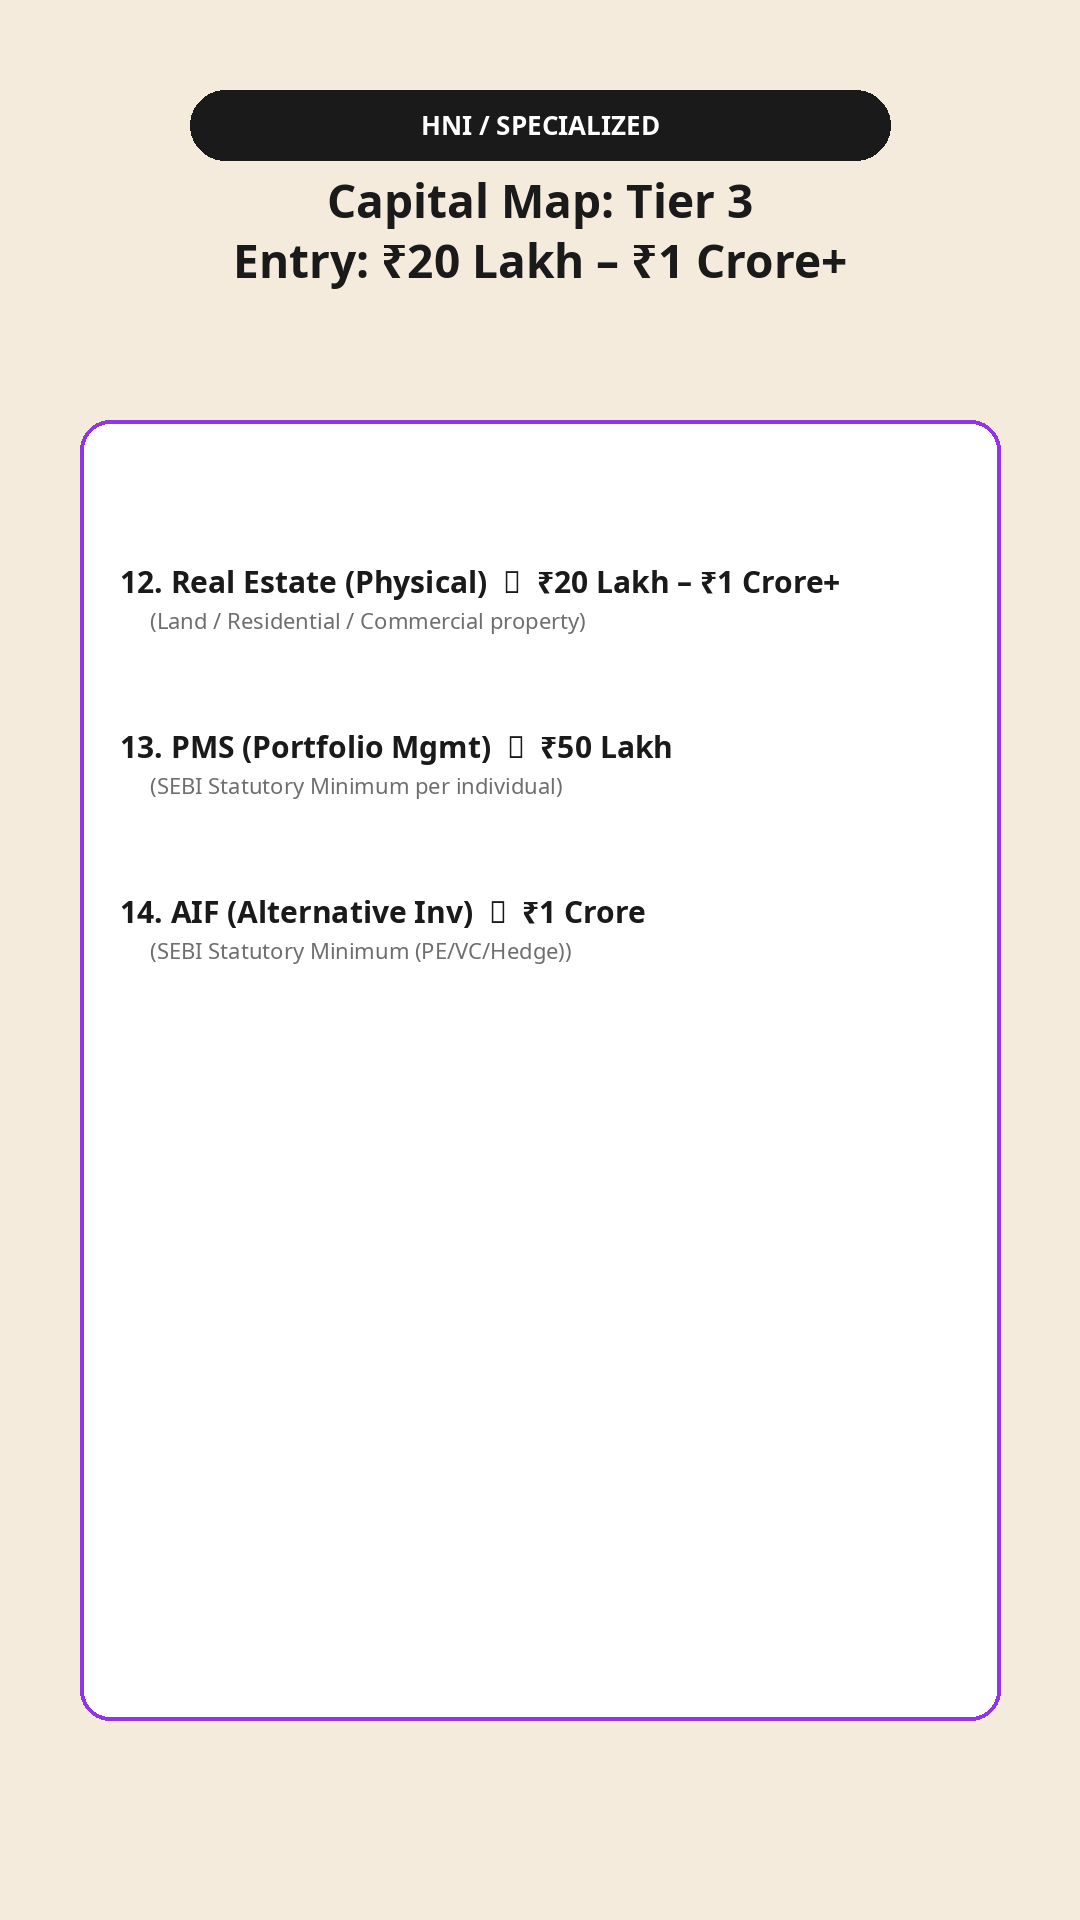 HNI / SPECIALIZED
Capital Map: Tier 3
Entry: ₹20 Lakh – ₹1 Crore+
12. Real Estate (Physical) ▯ ₹20 Lakh – ₹1 Crore+
(Land / Residential / Commercial property)
13. PMS (Portfolio Mgmt) ▯ ₹50 Lakh
(SEBI Statutory Minimum per individual)
14. AIF (Alternative Inv) ▯ ₹1 Crore
(SEBI Statutory Minimum (PE/VC/Hedge))